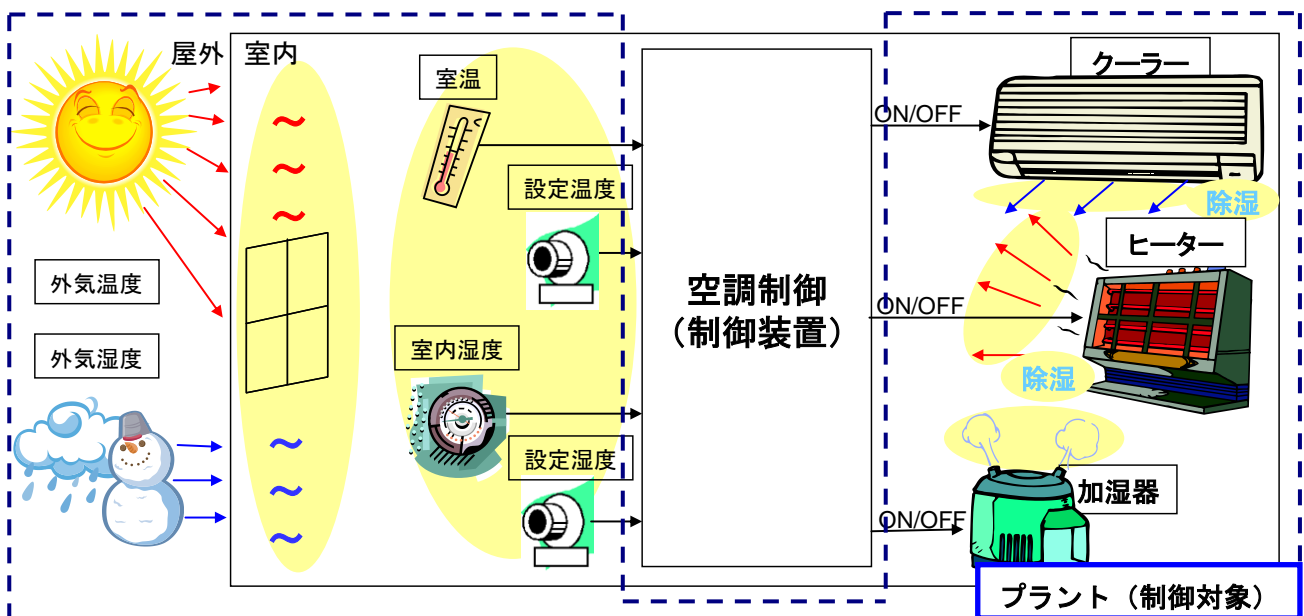 屋外
室内
室温
設定温度
外気温度
外気湿度
室内湿度
設定湿度
空調制御
（制御装置）
ON/OFF
ON/OFF
ON/OFF
クーラー
除湿
ヒーター
除湿
加湿器
プラント（制御対象）